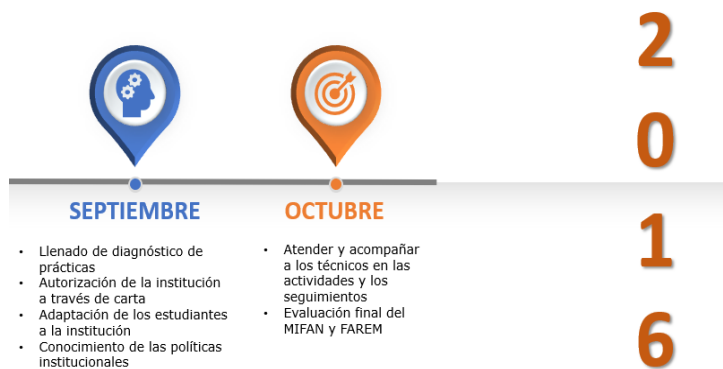 SEPTIEMBRE
• Llenado de diagnóstico de
prácticas
• Autorización de la institución
a través de carta
• Adaptación de los estudiantes
a la institución
• Conocimiento de las políticas
institucionales
OCTUBRE
• Atender y acompañar
a los técnicos en las
actividades y los
seguimientos
• Evaluación final del
MIFAN y FAREM
2
0
1
6